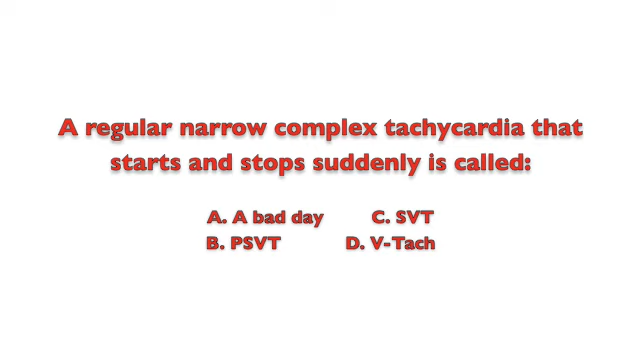 A regular narrow complex tachycardia that
starts and stops suddenly is called:
A. A bad day C. SVT
B. PSVT D. V-Tach